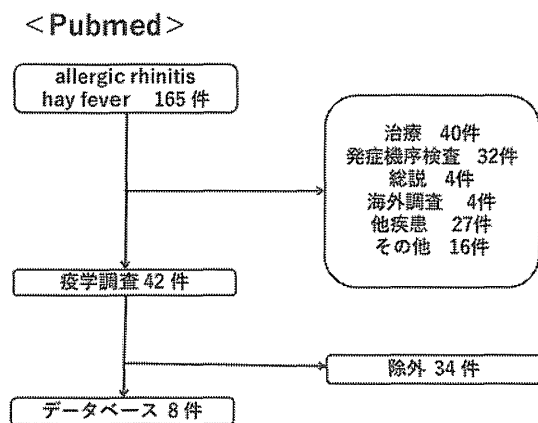 <Pubmed>
allergic rhinitis
hay fever 165 件
治療 40件
発症機序検査 32件
総説 4件
海外調査 4件
他疾患 27件
その他 16件
疫学調査 42 件
除外 34 件
データベース 8 件